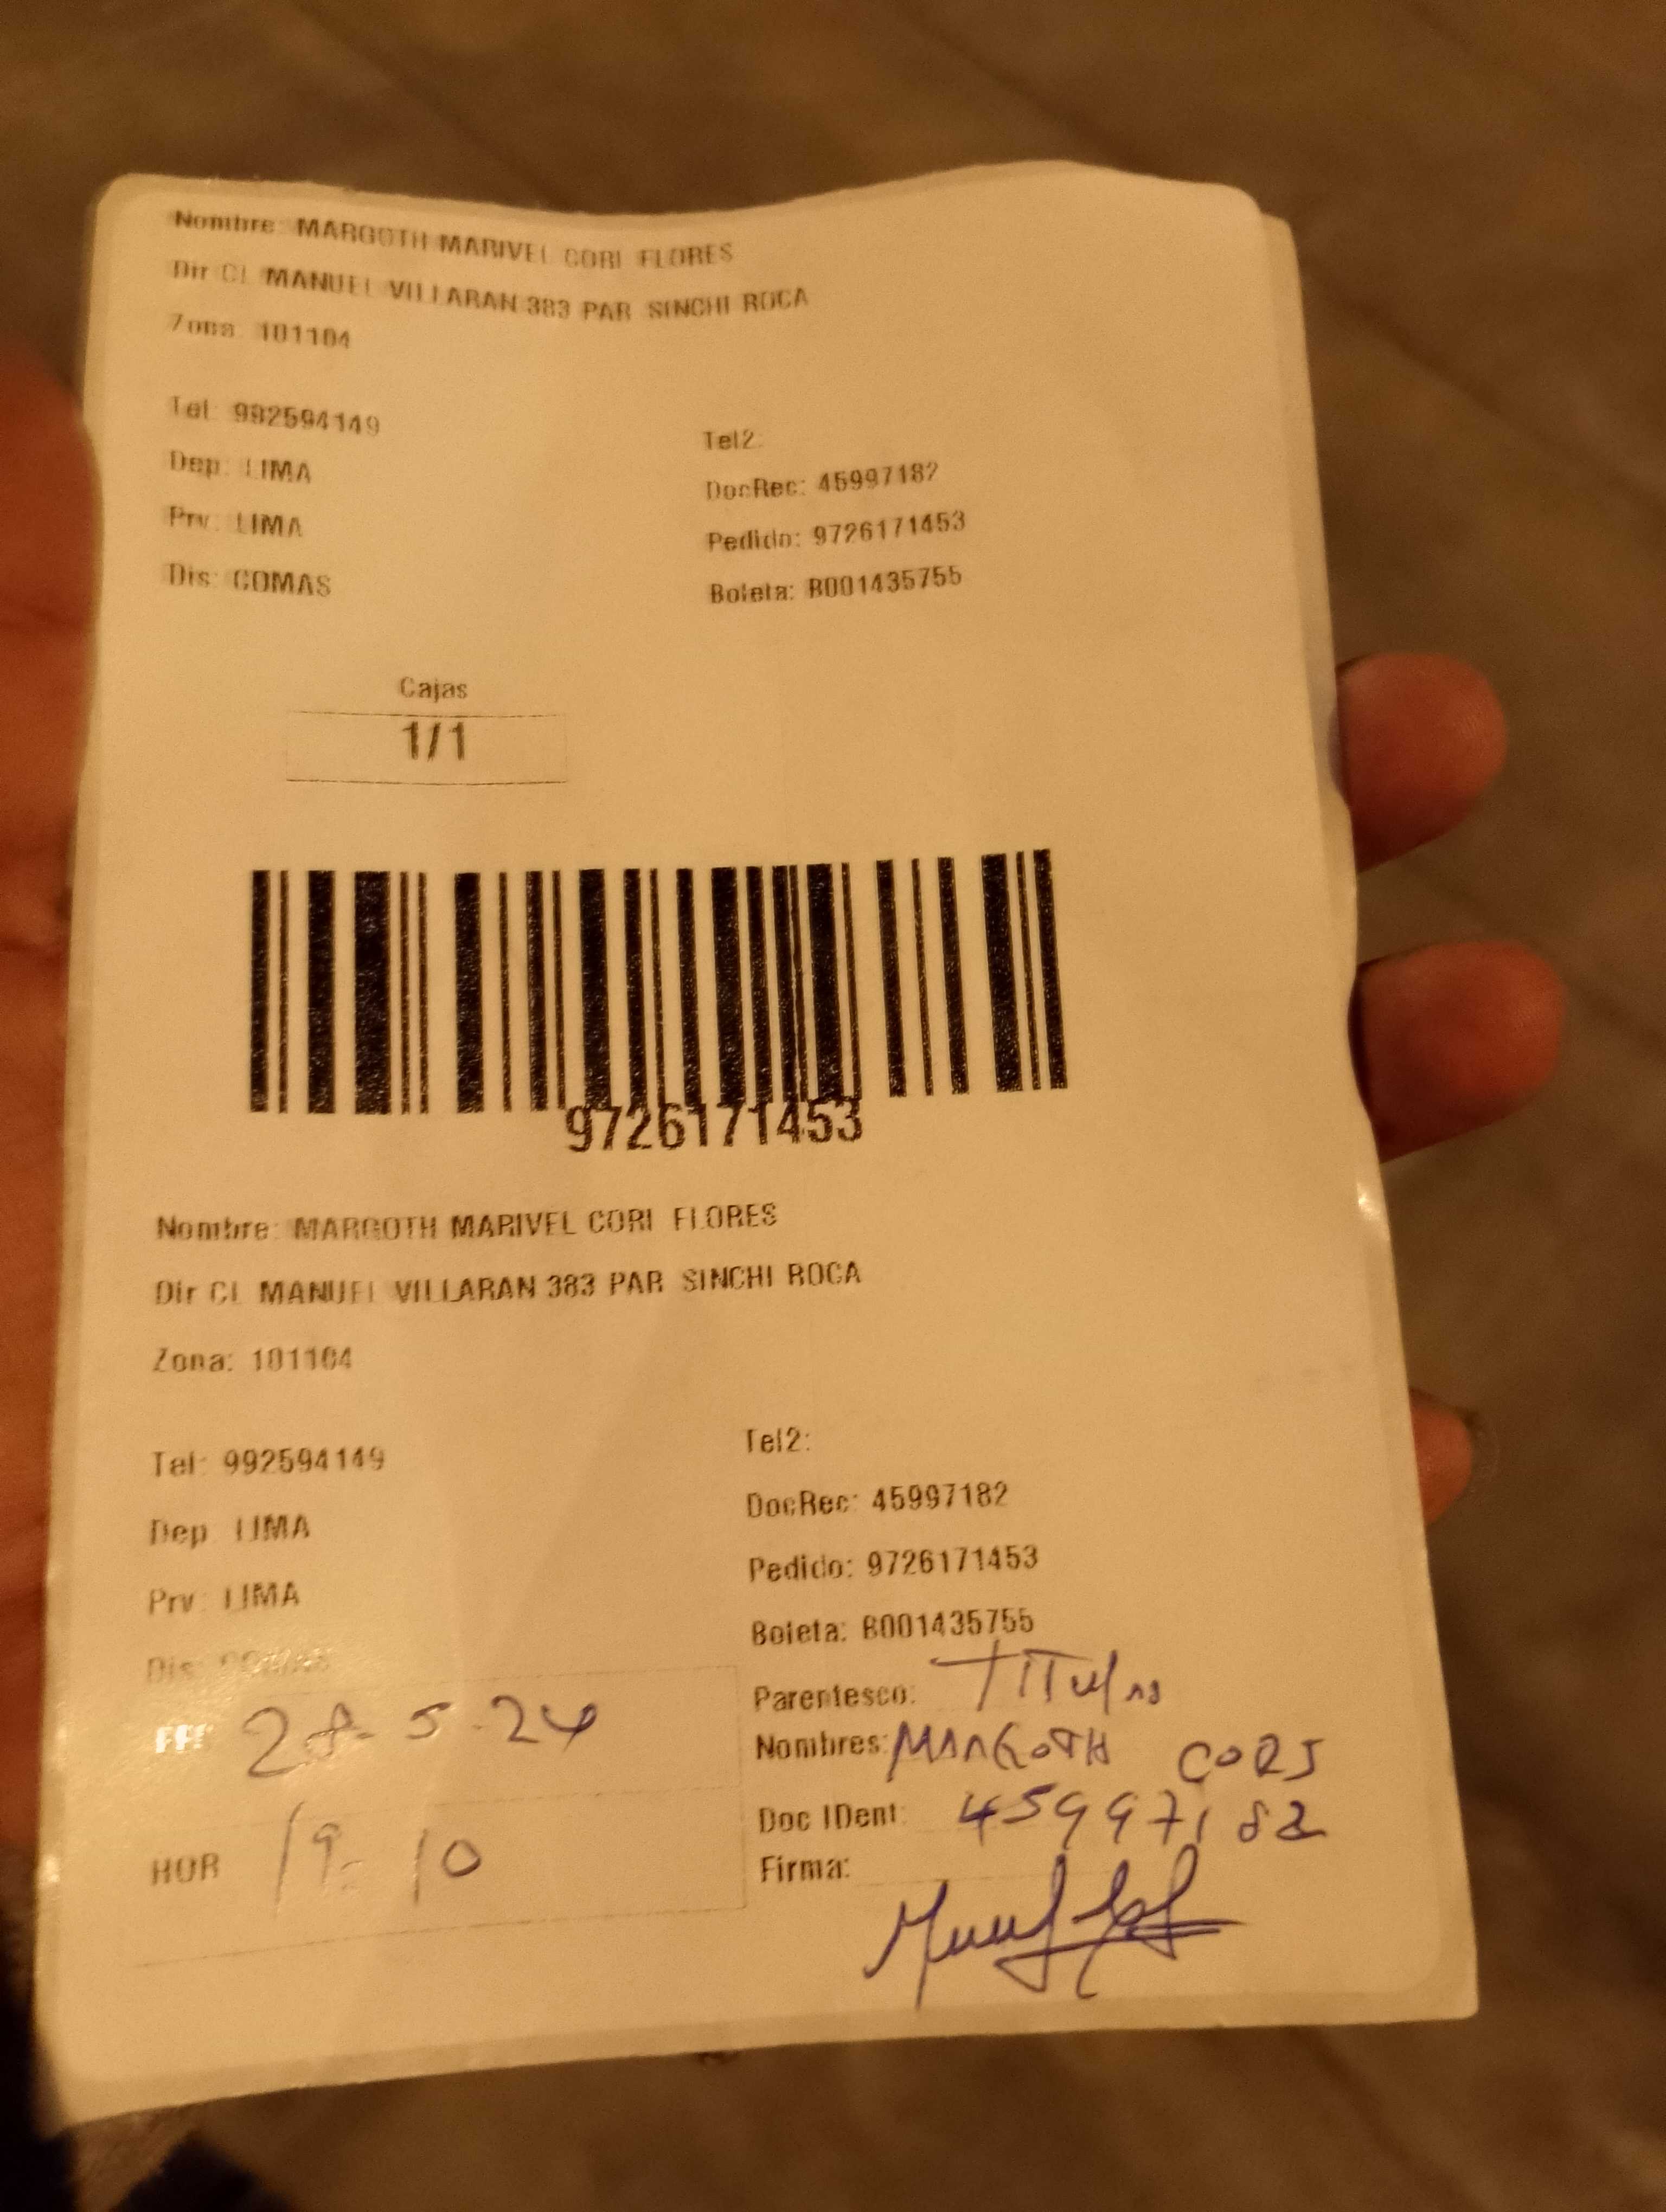 Nombre: MARGOTH MARIVEL CORI FLORES
Dir CL MANUEL VILLARAN 383 PAR SINCHI ROCA
Zona: 101104
Tel: 992594149
Tel2:
Dep: LIMA
DocRec: 45997182
Prv: LIMA
Pedido: 9726171453
Dis: COMAS
Boleta: B001435755
Cajas
1/1
9726171453
Nombre: MARGOTH MARIVEL CORI FLORES
Dir CL MANUEL VILLARAN 383 PAR SINCHI ROCA
Zona: 101104
Tel: 992594149
Tel2:
Dep: LIMA
DocRec: 45997182
Prv: LIMA
Pedido: 9726171453
Dis: COMAS
Boleta: B001435755
Parentesco: TITULAR
28-5-24
Nombres: MARGOTH CORI
Doc IDent: 45997182
HOR 19:10
Firma: